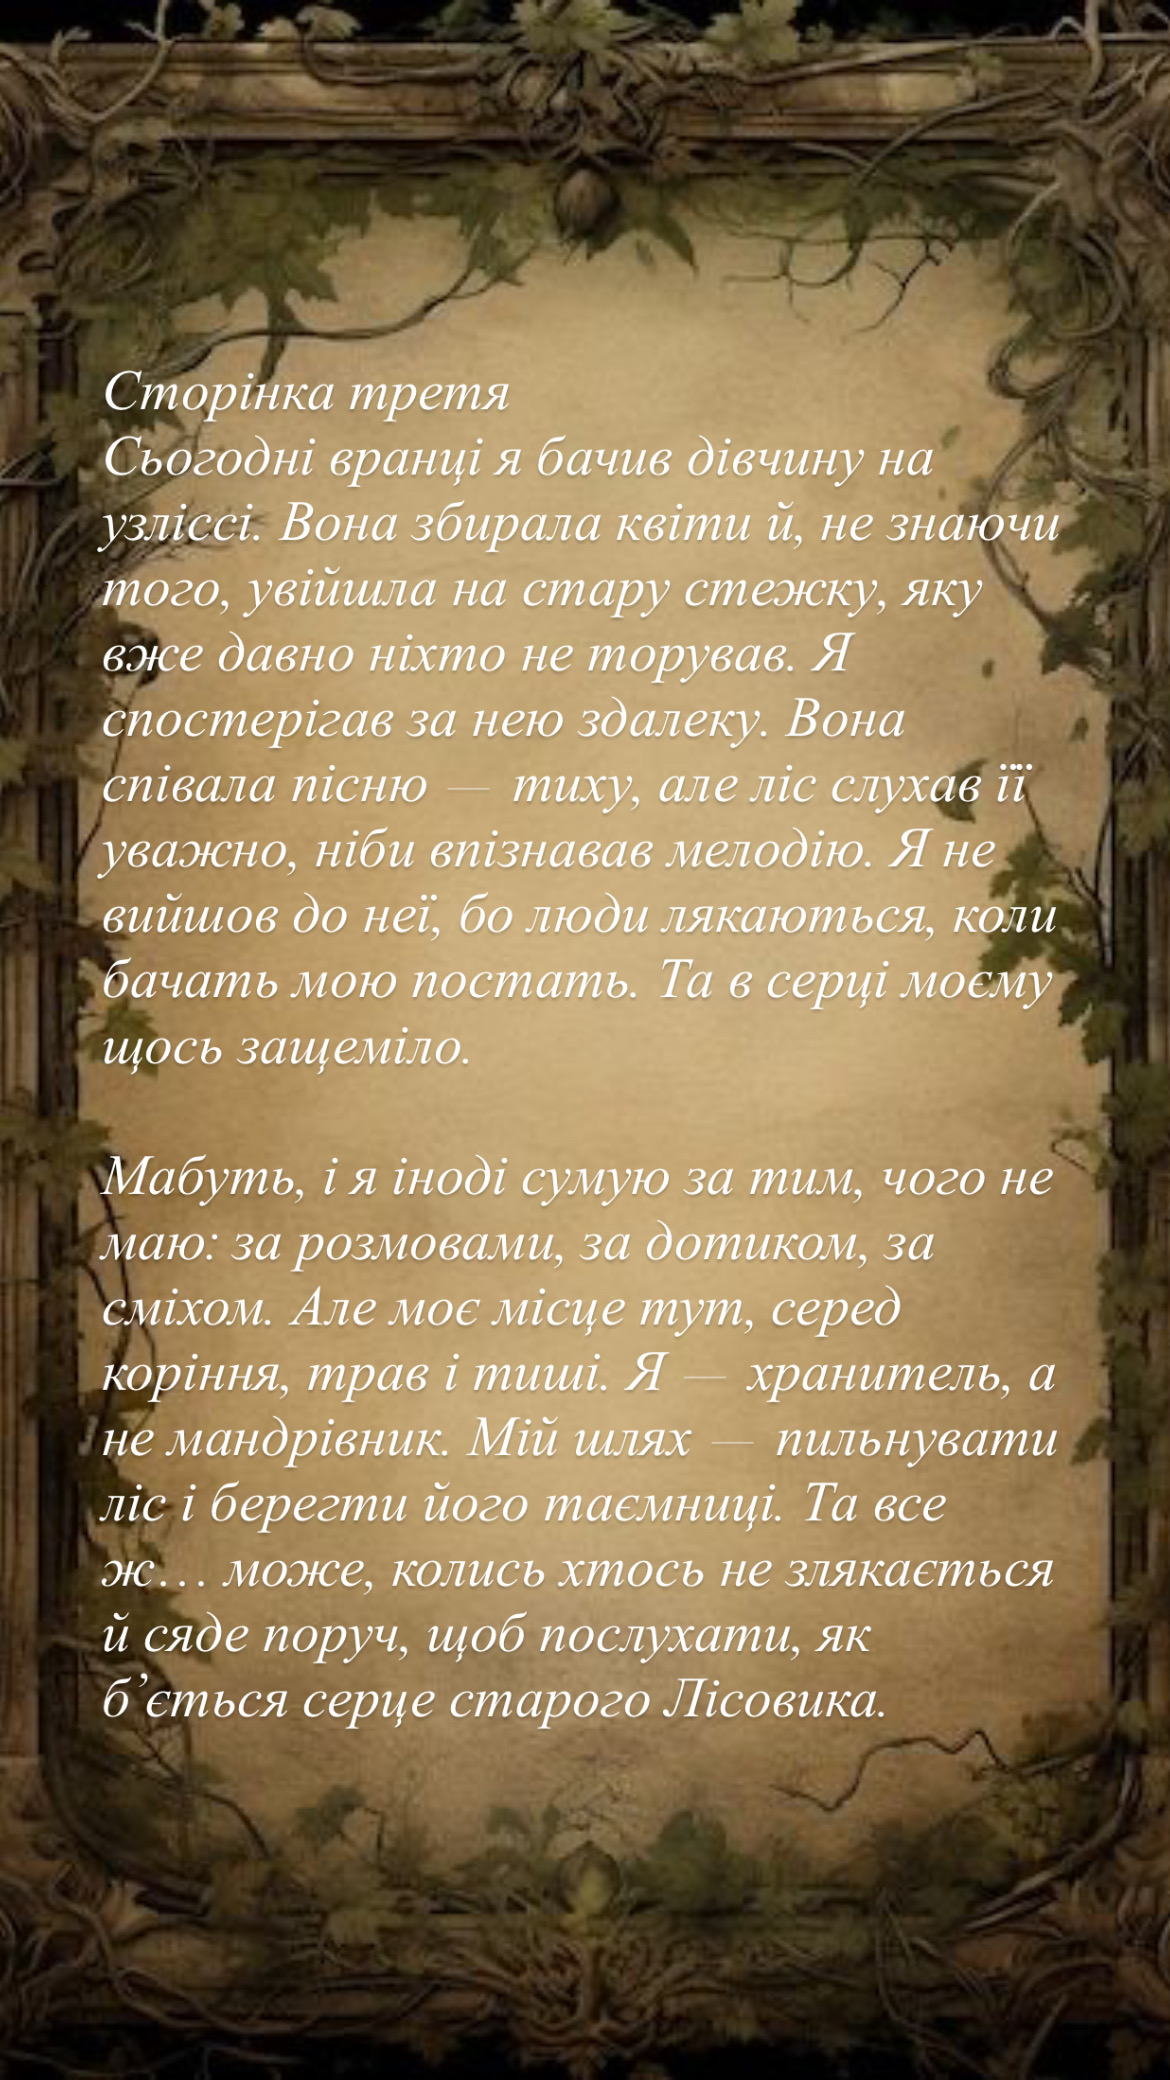 Сторінка третя
Сьогодні вранці я бачив дівчину на
узліссі. Вона збирала квіти й, не знаючи
того, увійшла на стару стежку, яку
вже давно ніхто не торував. Я
спостерігав за нею здалеку. Вона
співала пісню — тиху, але ліс слухав її
уважно, ніби впізнавав мелодію. Я не
вийшов до неї, бо люди лякаються, коли
бачать мою постать. Та в серці моєму
щось защеміло.
Мабуть, і я іноді сумую за тим, чого не
маю: за розмовами, за дотиком, за
сміхом. Але моє місце тут, серед
коріння, трав і тиші. Я — хранитель, а
не мандрівник. Мій шлях — пильнувати
ліс і берегти його таємниці. Та все
ж… може, колись хтось не злякається
й сяде поруч, щоб послухати, як
б’ється серце старого Лісовика.